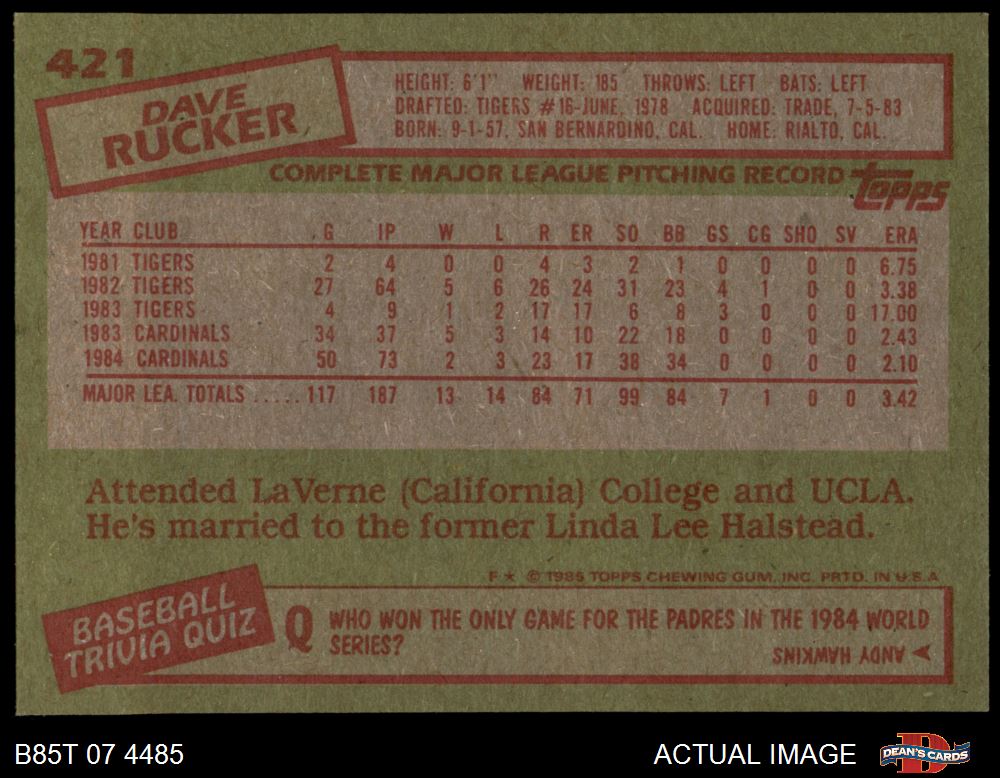 421
DAVE
RUCKER
HEIGHT: 6'1" WEIGHT: 185 THROWS: LEFT BATS: LEFT
DRAFTED: TIGERS #16-JUNE, 1978 ACQUIRED: TRADE, 7-5-83
BORN: 9-1-57, SAN BERNARDINO, CAL. HOME: RIALTO, CAL.
COMPLETE MAJOR LEAGUE PITCHING RECORD topps
YEAR CLUB G IP W L R ER SO BB GS CG SHO SV ERA
1981 TIGERS 2 4 0 0 4 3 2 1 0 0 0 0 6.75
1982 TIGERS 27 64 5 6 26 24 31 23 4 1 0 0 3.38
1983 TIGERS 4 9 1 2 17 17 6 8 3 0 0 0 17.00
1983 CARDINALS 34 37 5 3 14 10 22 18 0 0 0 0 2.43
1984 CARDINALS 50 73 2 3 23 17 38 34 0 0 0 0 2.10
MAJOR LEA. TOTALS ..... 117 187 13 14 84 71 99 84 7 1 0 0 3.42
Attended LaVerne (California) College and UCLA.
He's married to the former Linda Lee Halstead.
F★ © 1985 TOPPS CHEWING GUM, INC. PRTD. IN U.S.A.
BASEBALL
TRIVIA QUIZ
Q WHO WON THE ONLY GAME FOR THE PADRES IN THE 1984 WORLD
SERIES?
ANDY HAWKINS
B85T 07 4485
ACTUAL IMAGE
D
DEAN'S CARDS